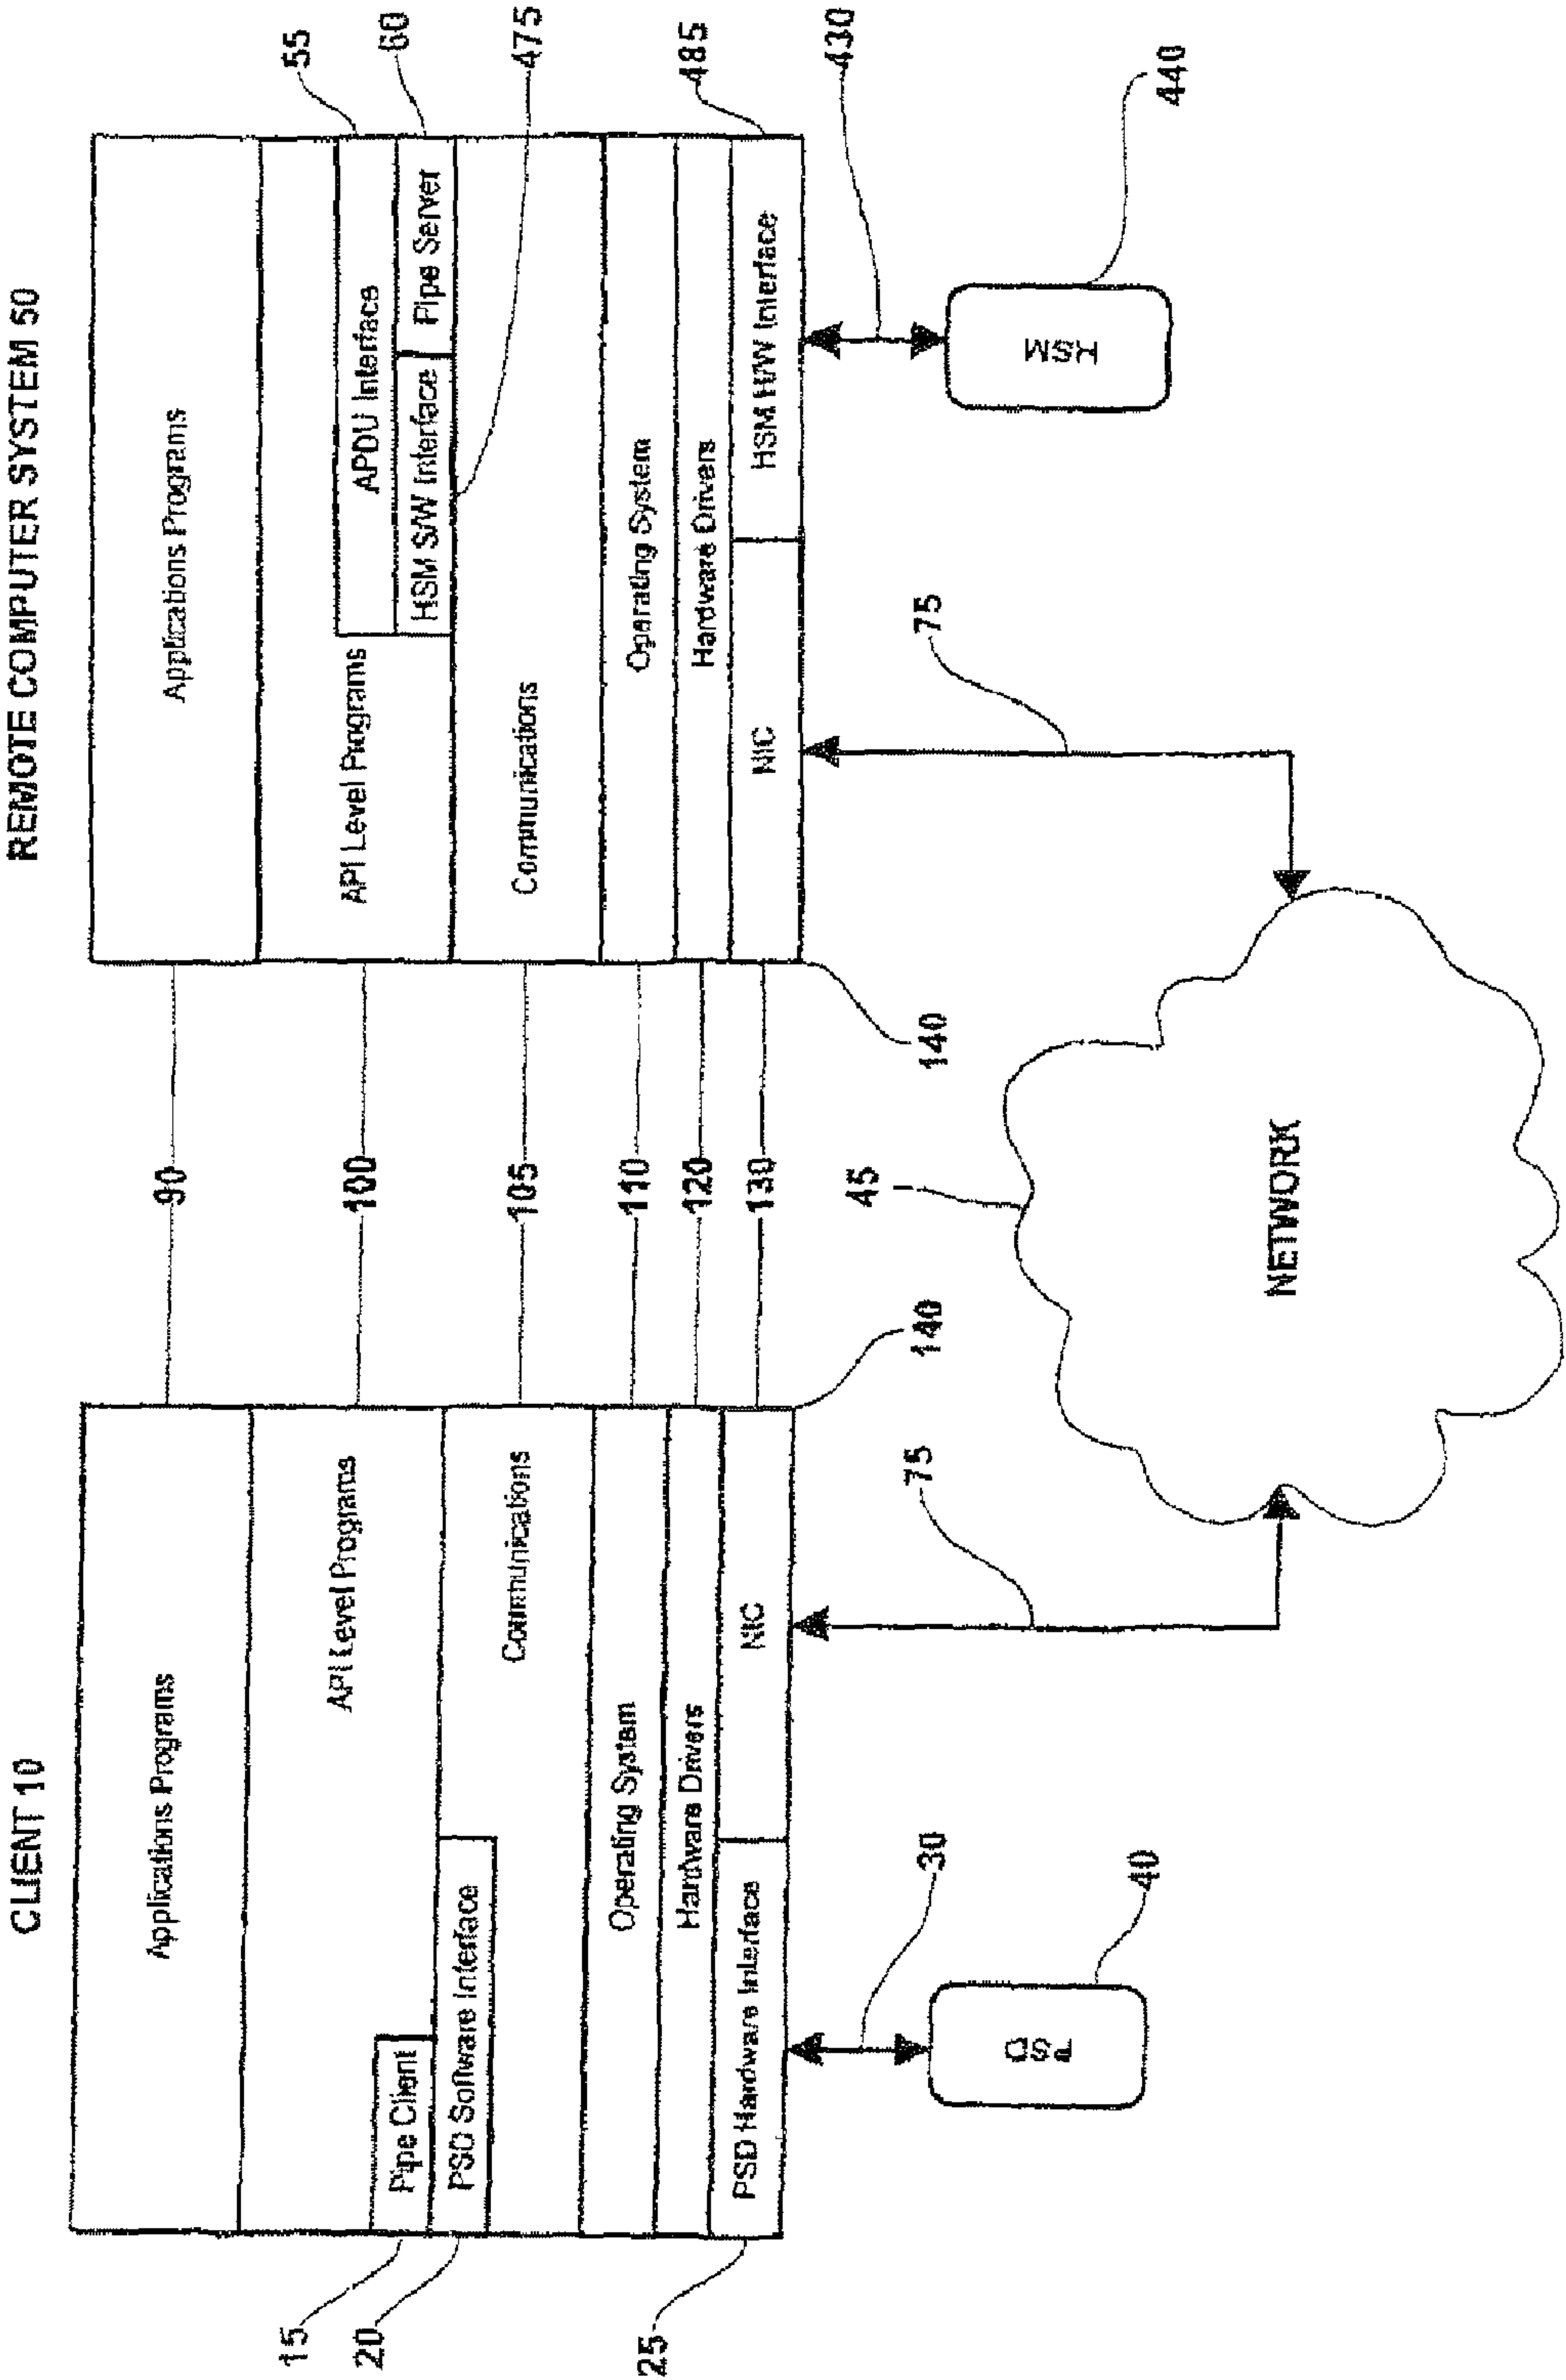 CLIENT 10
REMOTE COMPUTER SYSTEM 50
Applications Programs
90
Applications Programs
API Level Programs
100
API Level Programs
APDU Interface
55
15
Pipe Client
HSM S/W Interface
Pipe Server
60
475
20
PSD Software Interface
Communications
105
Communications
Operating System
110
Operating System
Hardware Drivers
120
Hardware Drivers
25
PSD Hardware Interface
NIC
130
NIC
HSM H/W Interface
485
140
140
30
75
45
75
430
40
PSD
NETWORK
HSM
440